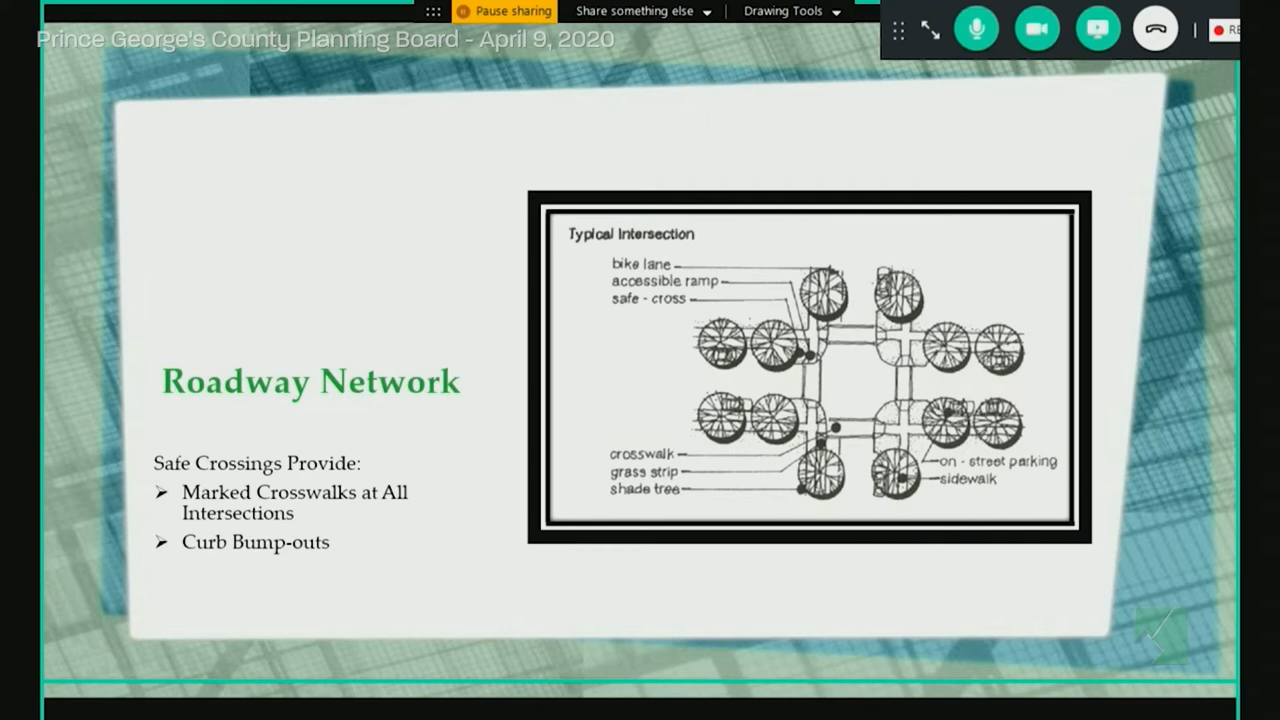 Pause sharing
Share something else
Drawing Tools
Prince George's County Planning Board - April 9, 2020
Typical Intersection
bike lane
accessible ramp
safe - cross
Roadway Network
Safe Crossings Provide:
➢ Marked Crosswalks at All
Intersections
➢ Curb Bump-outs
crosswalk
grass strip
shade tree
on - street parking
sidewalk